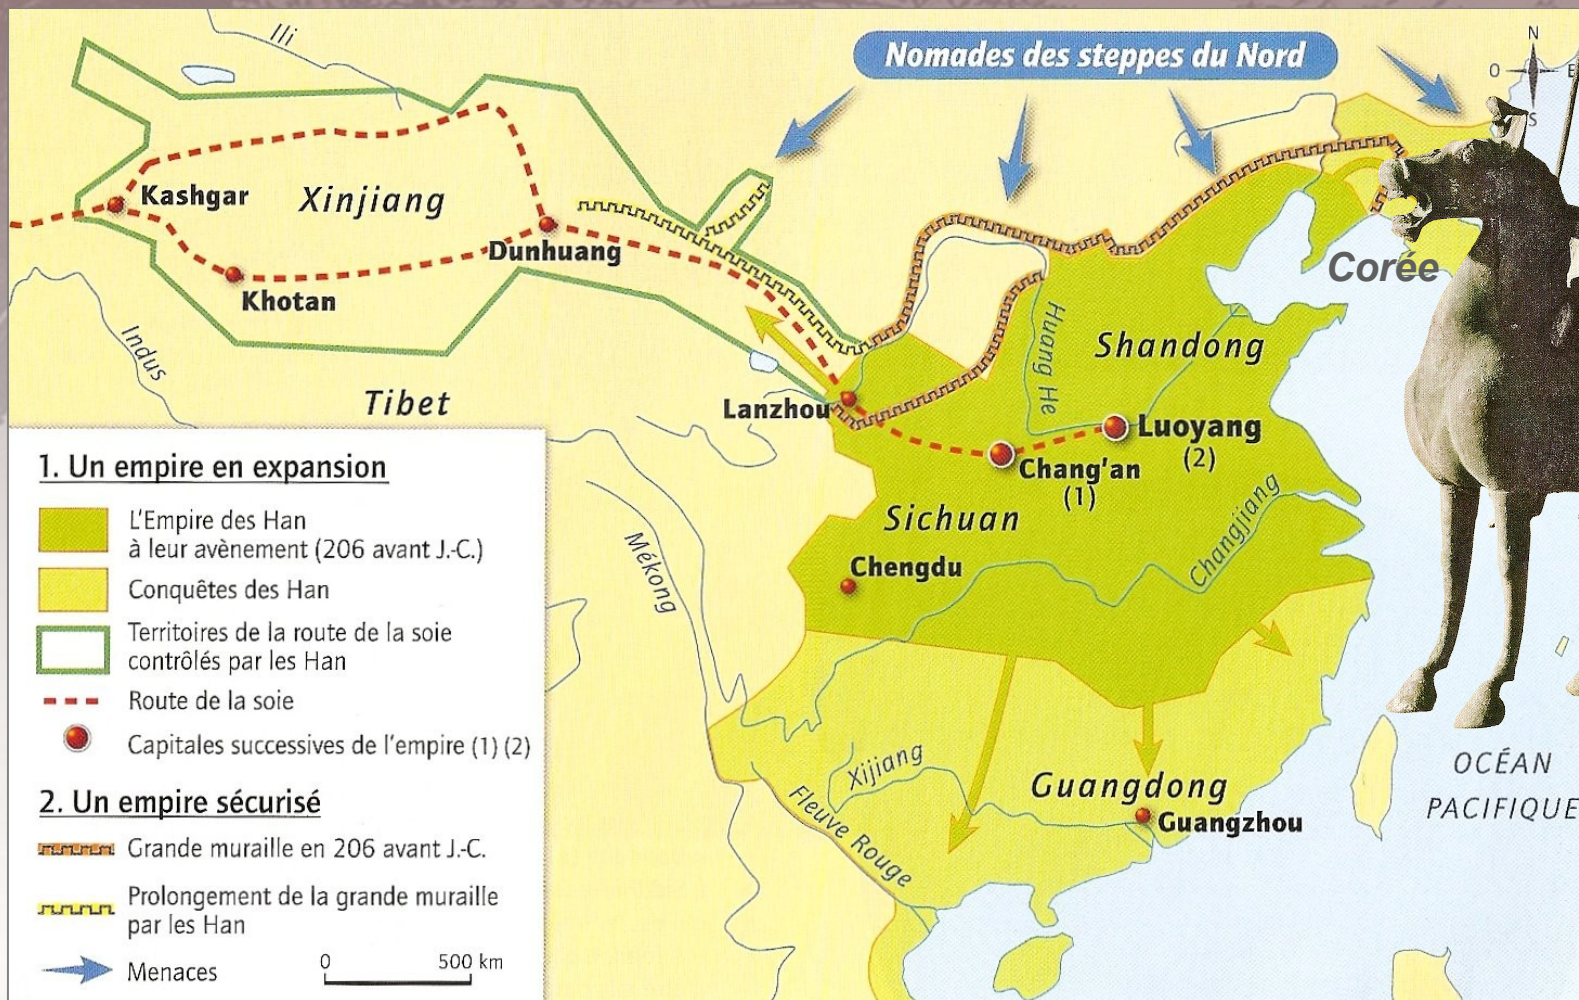 Ili
Nomades des steppes du Nord
N
O
E
S
Kashgar
Xinjiang
Dunhuang
Khotan
Corée
Indus
Huang He
Shandong
Tibet
Lanzhou
Luoyang
(2)
Chang'an
(1)
Sichuan
Changjiang
Mékong
Chengdu
Xijiang
Guangdong
Guangzhou
Fleuve Rouge
OCÉAN
PACIFIQUE
1. Un empire en expansion
L'Empire des Han
à leur avènement (206 avant J.-C.)
Conquêtes des Han
Territoires de la route de la soie
contrôlés par les Han
Route de la soie
Capitales successives de l'empire (1) (2)
2. Un empire sécurisé
Grande muraille en 206 avant J.-C.
Prolongement de la grande muraille
par les Han
Menaces
0
500 km